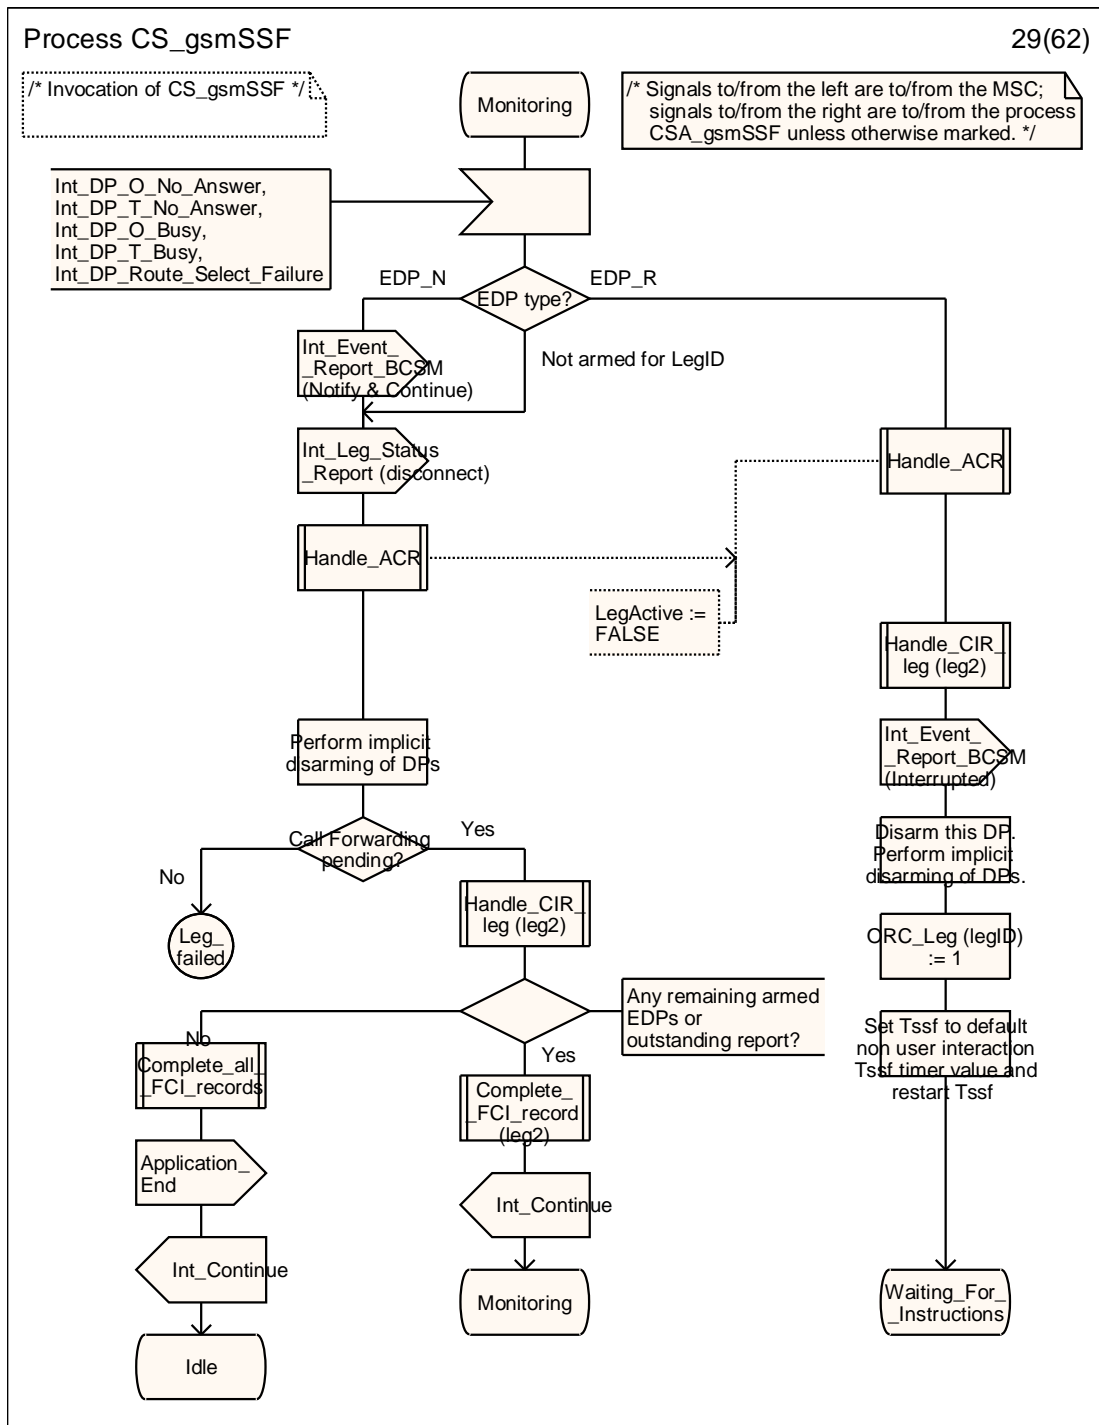 Process CS_gsmSSF
29(62)
/* Invocation of CS_gsmSSF */
Monitoring
/* Signals to/from the left are to/from the MSC;
signals to/from the right are to/from the process
CSA_gsmSSF unless otherwise marked. */
Int_DP_O_No_Answer,
Int_DP_T_No_Answer,
Int_DP_O_Busy,
Int_DP_T_Busy,
Int_DP_Route_Select_Failure
EDP_N
EDP type?
EDP_R
Int_Event_
_Report_BCSM
(Notify & Continue)
Not armed for LegID
Int_Leg_Status
_Report (disconnect)
Handle_ACR
Handle_ACR
LegActive :=
FALSE
Handle_CIR_
leg (leg2)
Perform implicit
disarming of DPs
Int_Event_
_Report_BCSM
(Interrupted)
Call Forwarding
pending?
Yes
No
Disarm this DP.
Perform implicit
disarming of DPs.
Handle_CIR_
leg (leg2)
Leg_
failed
ORC_Leg (legID)
:= 1
Any remaining armed
EDPs or
outstanding report?
No
Yes
Set Tssf to default
non user interaction
Tssf timer value and
restart Tssf
Complete_all_
_FCI_records
Complete_
_FCI_record
(leg2)
Application_
End
Int_Continue
Int_Continue
Monitoring
Waiting_For_
_Instructions
Idle